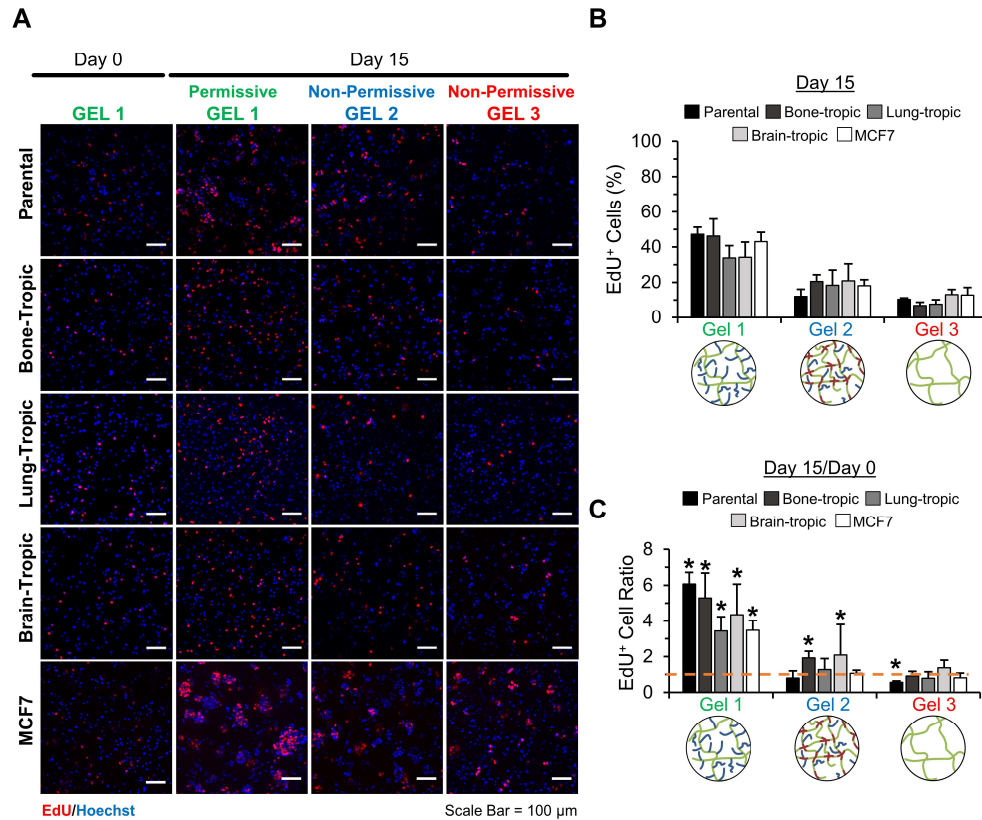 A
Day 0 Day 15
Permissive Non-Permissive Non-Permissive
GEL 1 GEL 1 GEL 2 GEL 3
Parental
Bone-Tropic
Lung-Tropic
Brain-Tropic
MCF7
EdU/Hoechst Scale Bar = 100 µm
B
Day 15
Parental Bone-tropic Lung-tropic
Brain-tropic MCF7
EdU⁺ Cells (%)
100
80
60
40
20
0
Gel 1 Gel 2 Gel 3
Day 15/Day 0
C
Parental Bone-tropic Lung-tropic
Brain-tropic MCF7
EdU⁺ Cell Ratio
8
6
4
2
0
* * * * *
* *
*
Gel 1 Gel 2 Gel 3